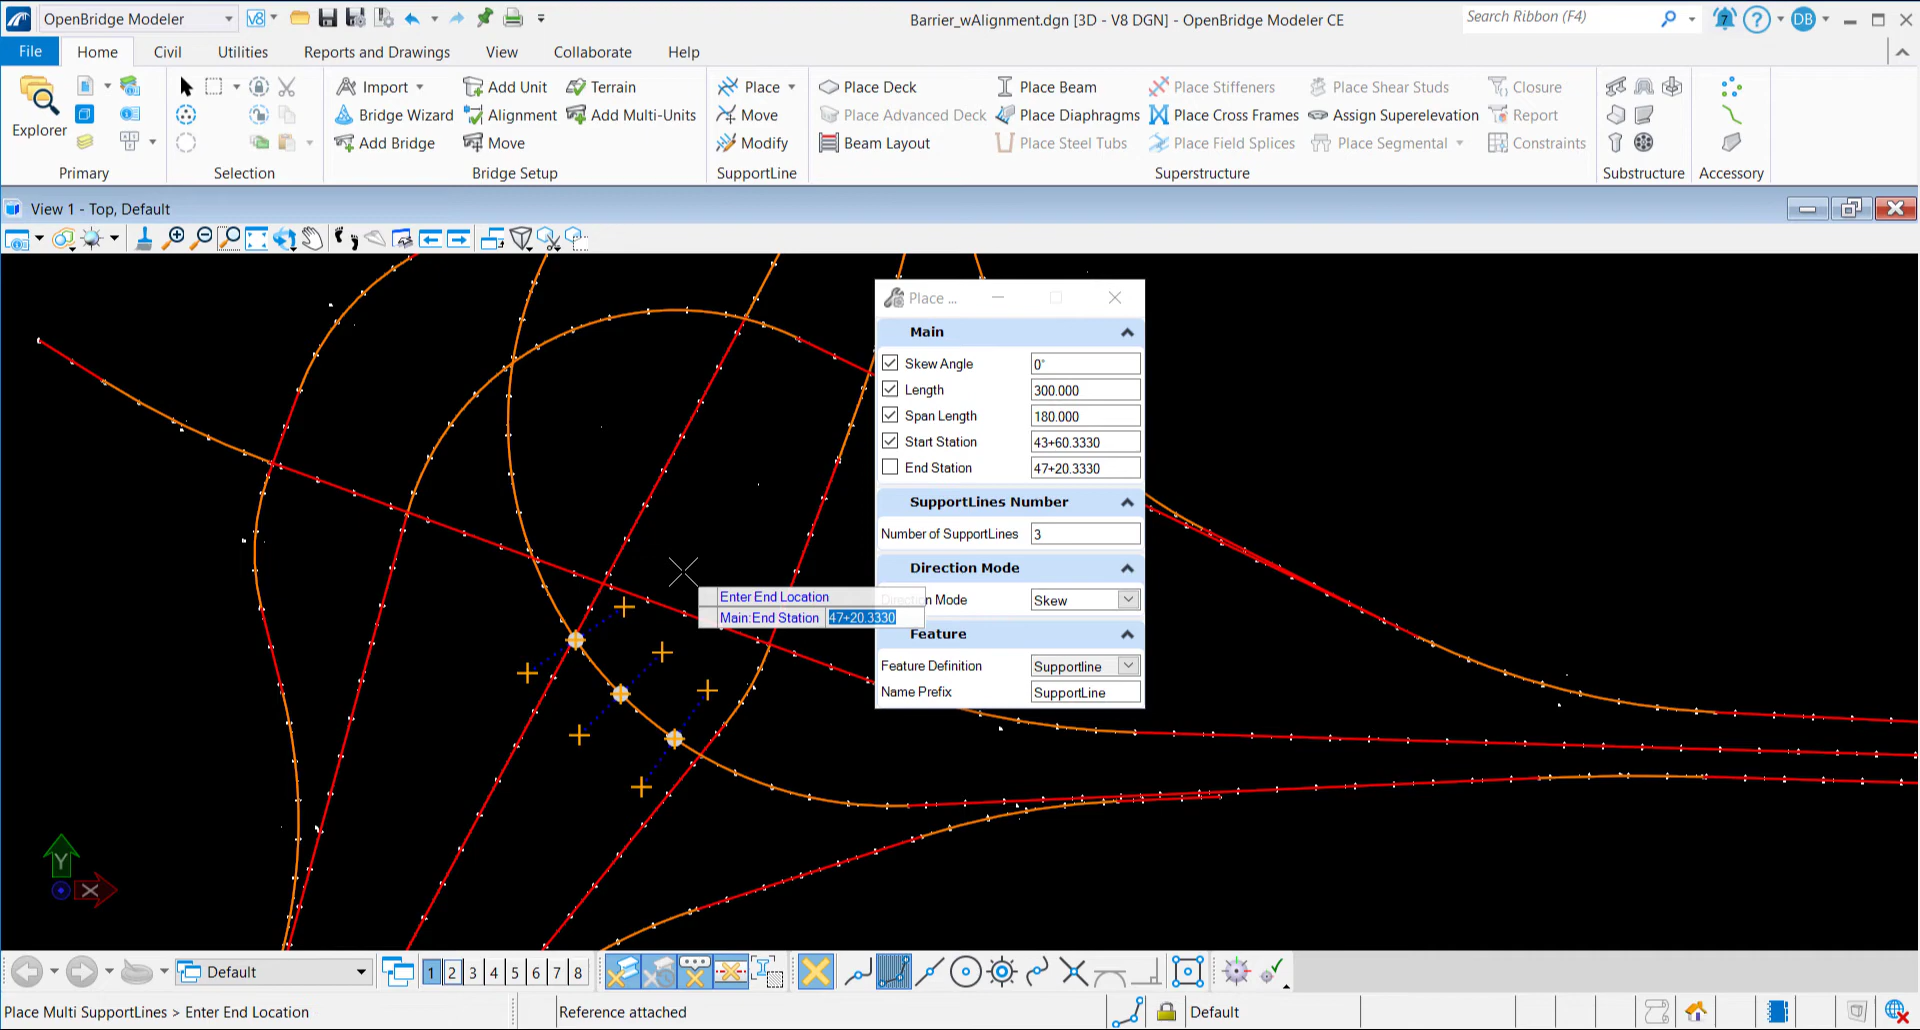 OpenBridge Modeler
V8
Barrier_wAlignment.dgn [3D - V8 DGN] - OpenBridge Modeler CE
Search Ribbon (F4)
7
?
DB
File
Home
Civil
Utilities
Reports and Drawings
View
Collaborate
Help
Import
Add Unit
Terrain
Place
Place Deck
Place Beam
Place Stiffeners
Place Shear Studs
Closure
Bridge Wizard
Alignment
Add Multi-Units
Move
Place Advanced Deck
Place Diaphragms
Place Cross Frames
Assign Superelevation
Report
Explorer
Add Bridge
Move
Modify
Beam Layout
Place Steel Tubs
Place Field Splices
Place Segmental
Constraints
Primary
Selection
Bridge Setup
SupportLine
Superstructure
Substructure
Accessory
View 1 - Top, Default
Place ...
Main
Skew Angle
0°
Length
300.000
Span Length
180.000
Start Station
43+60.3330
End Station
47+20.3330
SupportLines Number
Number of SupportLines
3
Direction Mode
Direction Mode
Skew
Feature
Feature Definition
Supportline
Name Prefix
SupportLine
Enter End Location
Main:End Station
47+20.3330
Y
X
Default
1
2
3
4
5
6
7
8
Place Multi SupportLines > Enter End Location
Reference attached
Default